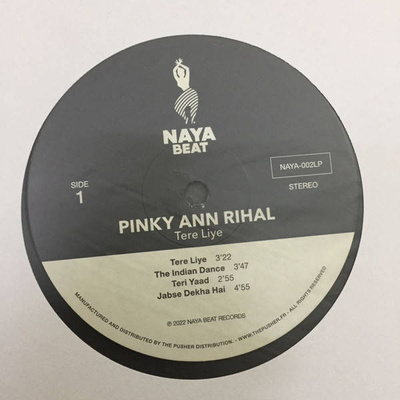 NAYA
BEAT
NAYA-002LP
SIDE
1
STEREO
PINKY ANN RIHAL
Tere Liye
Tere Liye 3'22
The Indian Dance 3'47
Teri Yaad 2'55
Jabse Dekha Hai 4'55
℗ 2022 NAYA BEAT RECORDS
MANUFACTURED AND DISTRIBUTED BY THE PUSHER DISTRIBUTION. - WWW.THEPUSHER.FR - ALL RIGHTS RESERVED